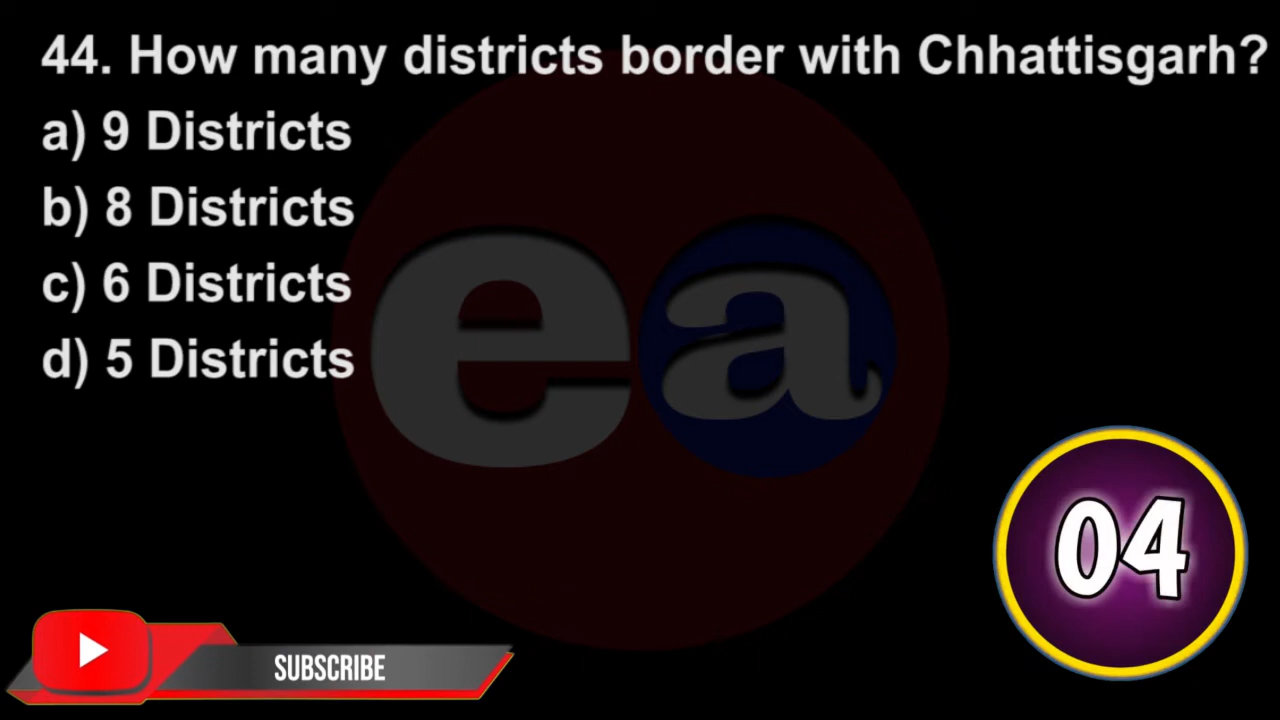 44. How many districts border with Chhattisgarh?
a) 9 Districts
b) 8 Districts
c) 6 Districts
d) 5 Districts
ea
04
SUBSCRIBE